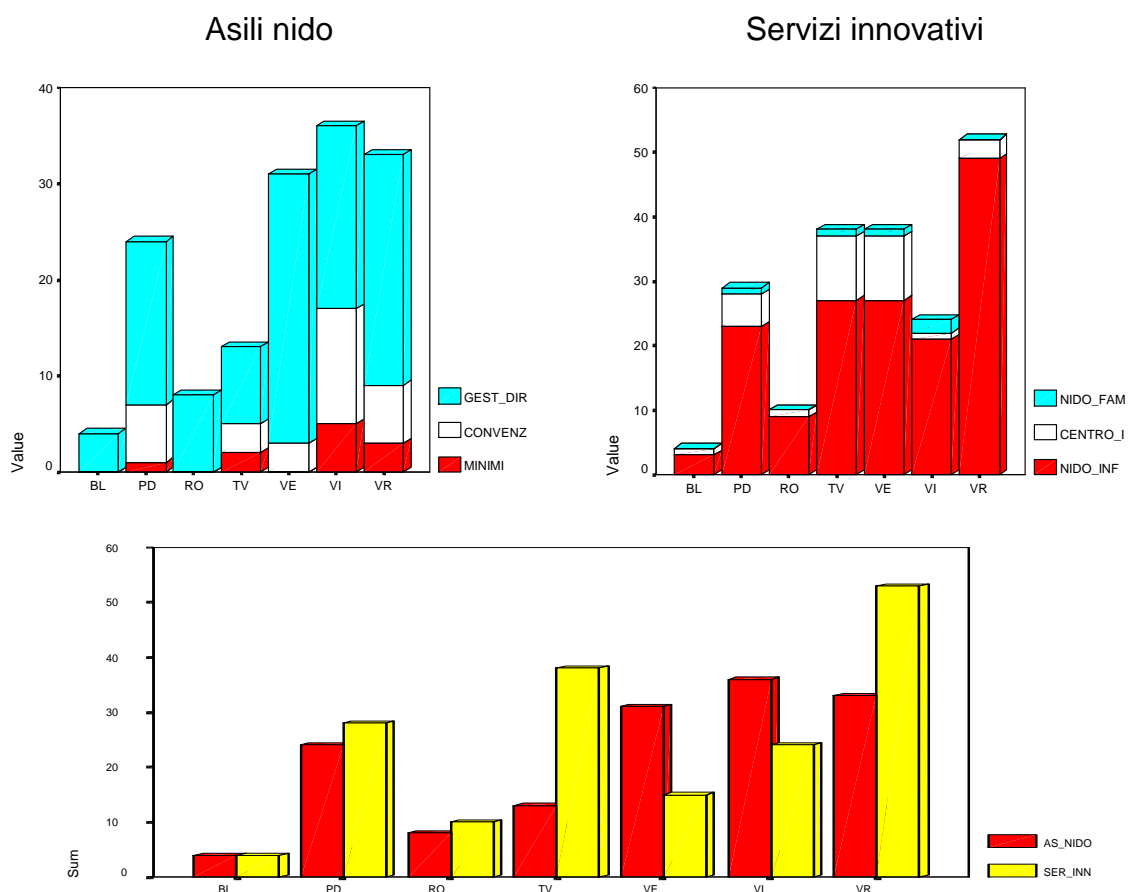 Asili nido
Servizi innovativi
40
30
20
10
0
Value
BL PD RO TV VE VI VR
GEST_DIR
CONVENZ
MINIMI
60
50
40
30
20
10
0
Value
BL PD RO TV VE VI VR
NIDO_FAM
CENTRO_I
NIDO_INF
60
50
40
30
20
10
0
Sum
BL PD RO TV VE VI VR
AS_NIDO
SER_INN